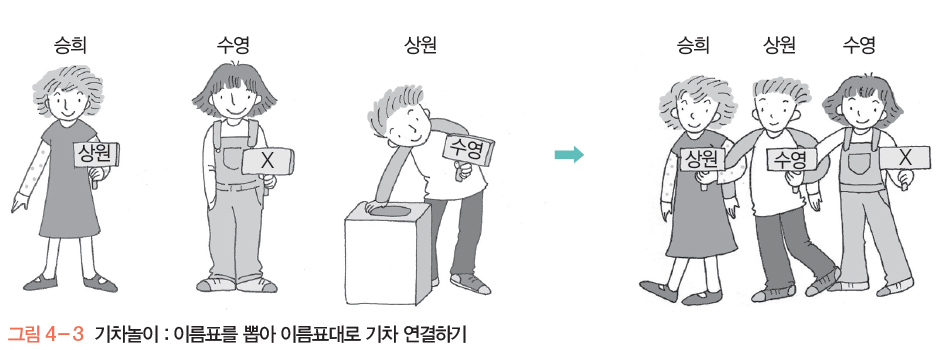 승희 수영 상원 승희 상원 수영
상원 X 수영 상원 수영 X
그림 4-3 기차놀이 : 이름표를 뽑아 이름표대로 기차 연결하기